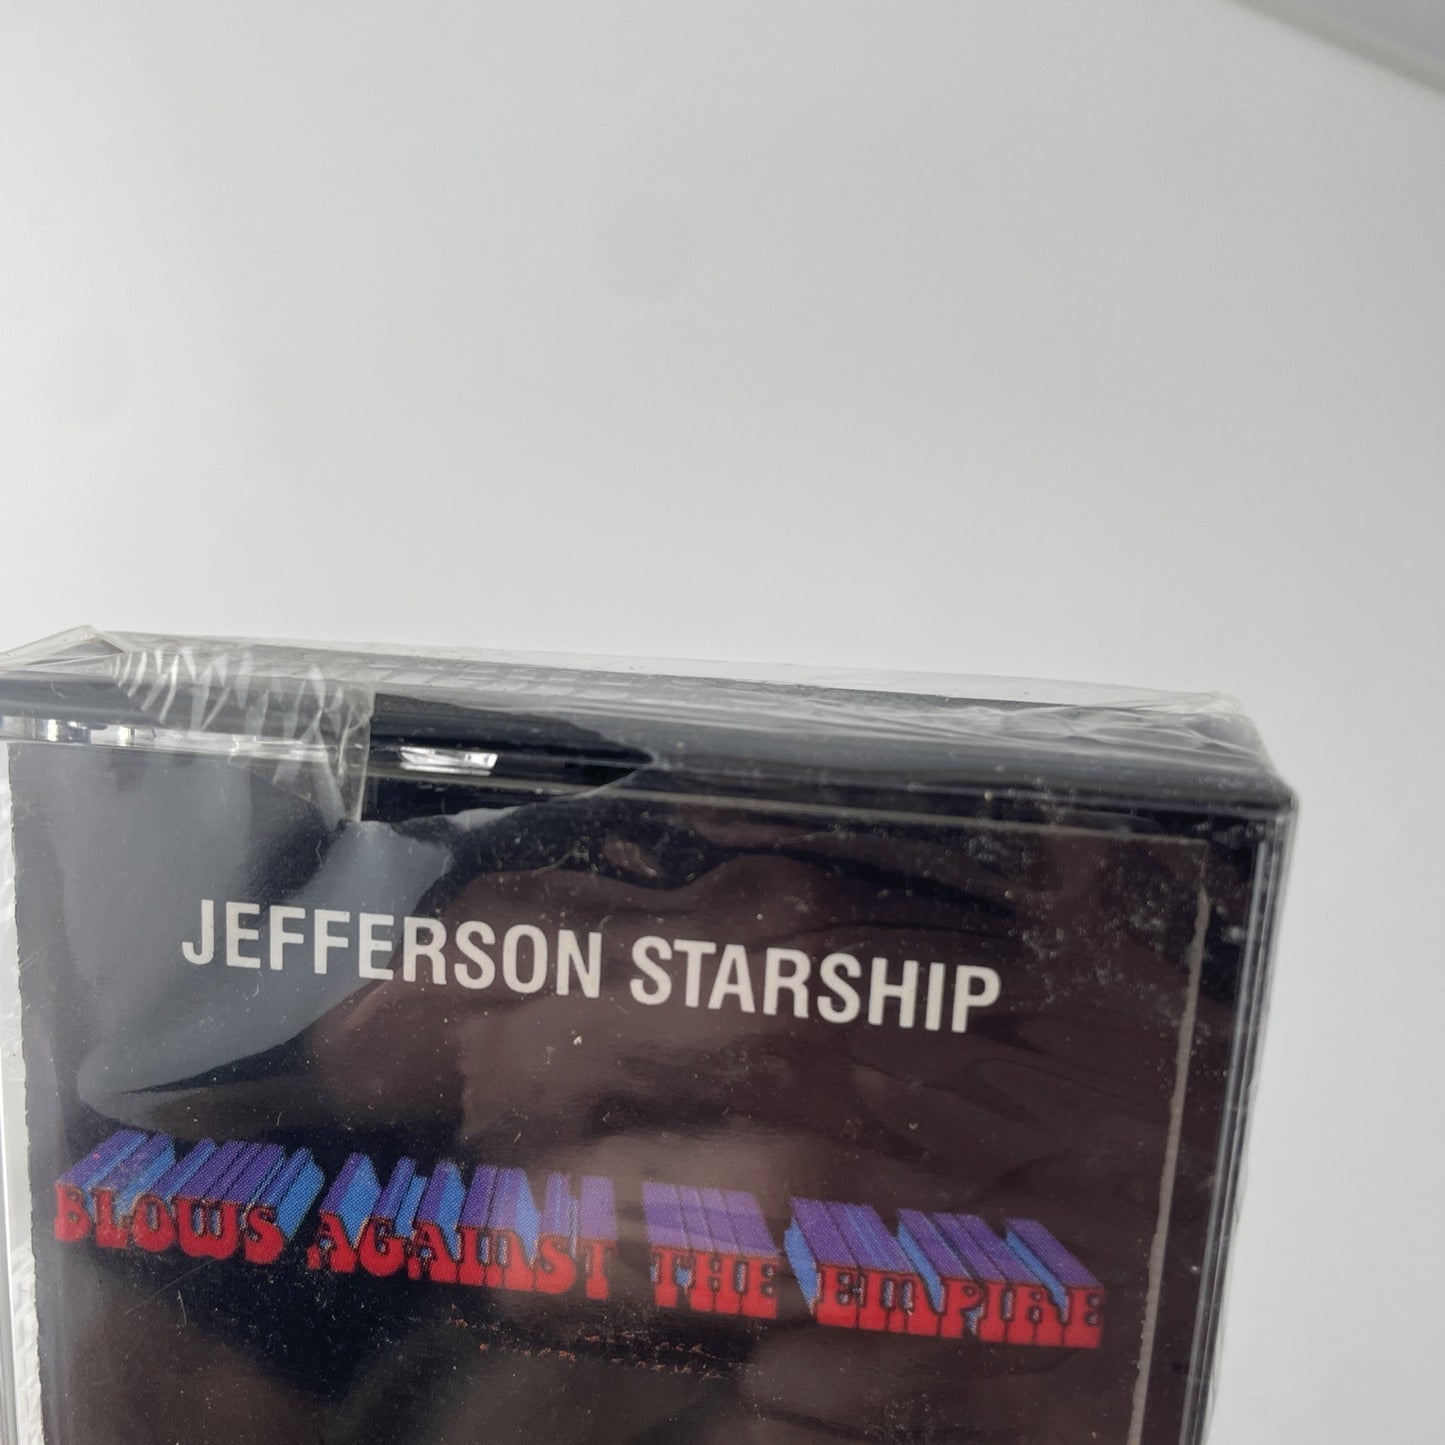 JEFFERSON STARSHIP
BLOWS AGAINST THE EMPIRE